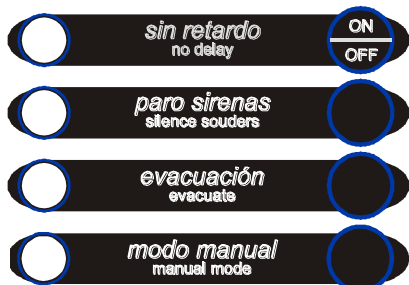 sin retardo
no delay
ON
OFF
paro sirenas
silence souders
evacuación
evacuate
modo manual
manual mode